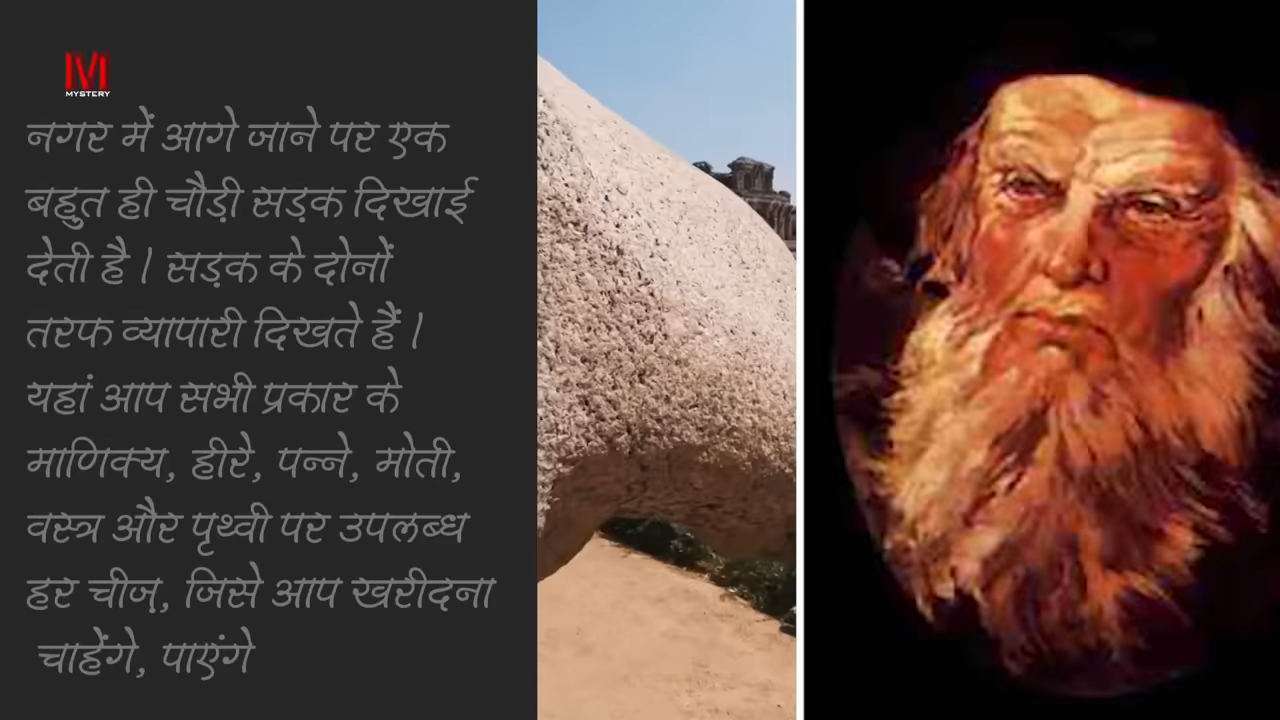 M
MYSTERY
नगर में आगे जाने पर एक
बहुत ही चौड़ी सड़क दिखाई
देती है | सड़क के दोनों
तरफ व्यापारी दिखते हैं |
यहां आप सभी प्रकार के
माणिक्य, हीरे, पन्ने, मोती,
वस्त्र और पृथ्वी पर उपलब्ध
हर चीज़, जिसे आप खरीदना
चाहेंगे, पाएंगे